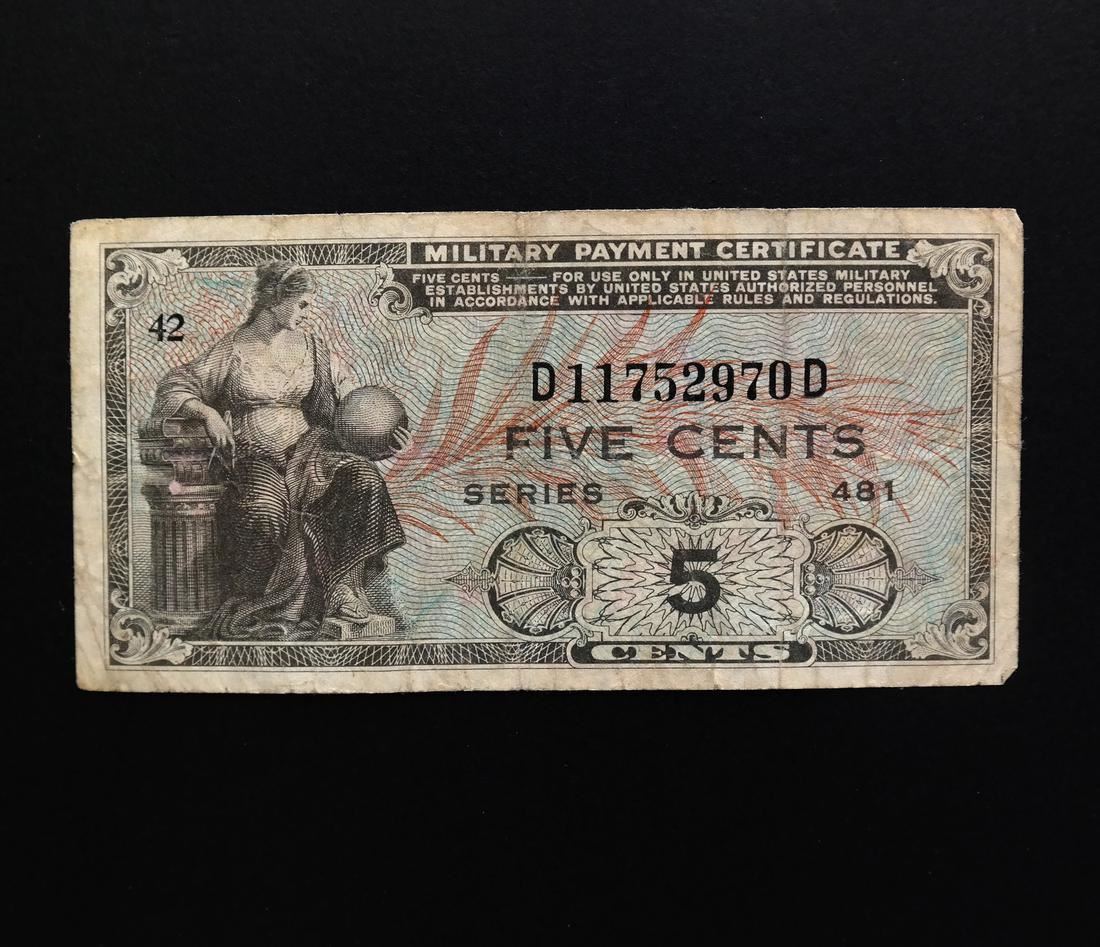 MILITARY PAYMENT CERTIFICATE
FIVE CENTS — FOR USE ONLY IN UNITED STATES MILITARY
ESTABLISHMENTS BY UNITED STATES AUTHORIZED PERSONNEL
IN ACCORDANCE WITH APPLICABLE RULES AND REGULATIONS.
42
D11752970D
FIVE CENTS
SERIES 481
5
CENTS